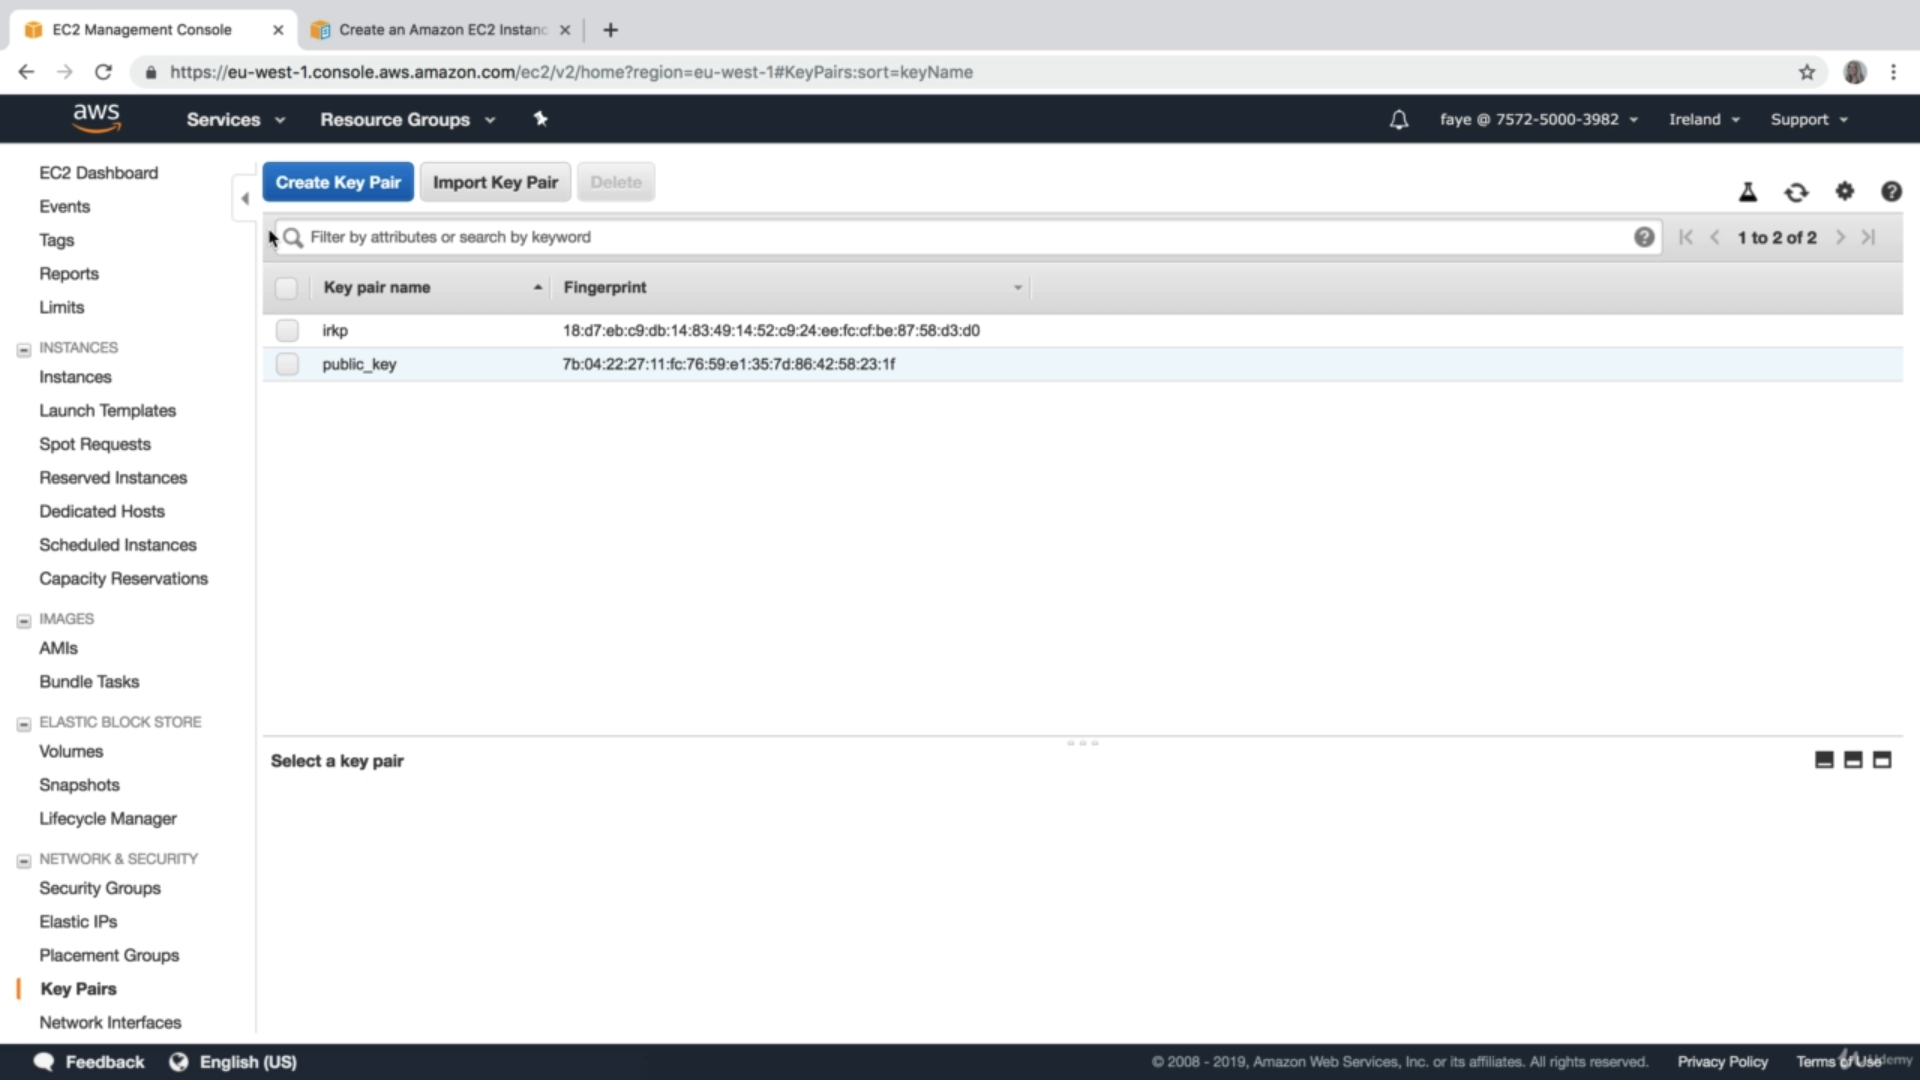 EC2 Management Console
Create an Amazon EC2 Instanc
https://eu-west-1.console.aws.amazon.com/ec2/v2/home?region=eu-west-1#KeyPairs:sort=keyName
aws
Services
Resource Groups
faye @ 7572-5000-3982
Ireland
Support
EC2 Dashboard
Events
Tags
Reports
Limits
INSTANCES
Instances
Launch Templates
Spot Requests
Reserved Instances
Dedicated Hosts
Scheduled Instances
Capacity Reservations
IMAGES
AMIs
Bundle Tasks
ELASTIC BLOCK STORE
Volumes
Snapshots
Lifecycle Manager
NETWORK & SECURITY
Security Groups
Elastic IPs
Placement Groups
Key Pairs
Network Interfaces
Create Key Pair
Import Key Pair
Delete
Filter by attributes or search by keyword
1 to 2 of 2
Key pair name
Fingerprint
irkp
18:d7:eb:c9:db:14:83:49:14:52:c9:24:ee:fc:cf:be:87:58:d3:d0
public_key
7b:04:22:27:11:fc:76:59:e1:35:7d:86:42:58:23:1f
Select a key pair
Feedback
English (US)
© 2008 - 2019, Amazon Web Services, Inc. or its affiliates. All rights reserved.
Privacy Policy
Terms of Use